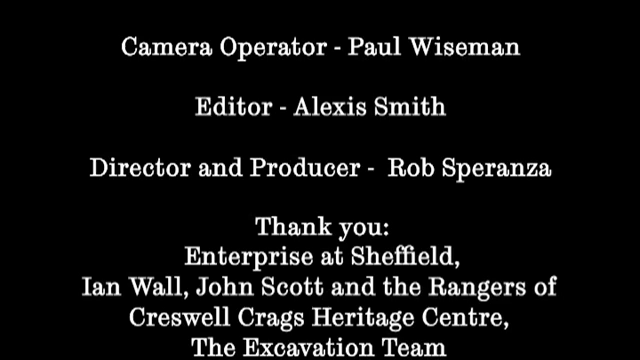 Camera Operator - Paul Wiseman
Editor - Alexis Smith
Director and Producer - Rob Speranza
Thank you:
Enterprise at Sheffield,
Ian Wall, John Scott and the Rangers of
Creswell Crags Heritage Centre,
The Excavation Team